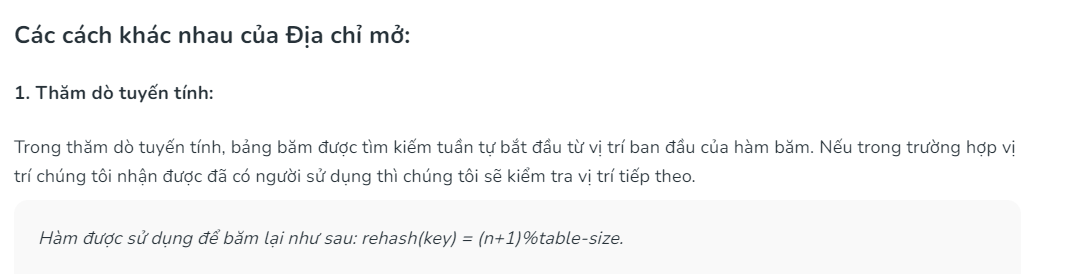 Các cách khác nhau của Địa chỉ mở:
1. Thăm dò tuyến tính:
Trong thăm dò tuyến tính, bảng băm được tìm kiếm tuần tự bắt đầu từ vị trí ban đầu của hàm băm. Nếu trong trường hợp vị
trí chúng tôi nhận được đã có người sử dụng thì chúng tôi sẽ kiểm tra vị trí tiếp theo.
Hàm được sử dụng để băm lại như sau: rehash(key) = (n+1)%table-size.